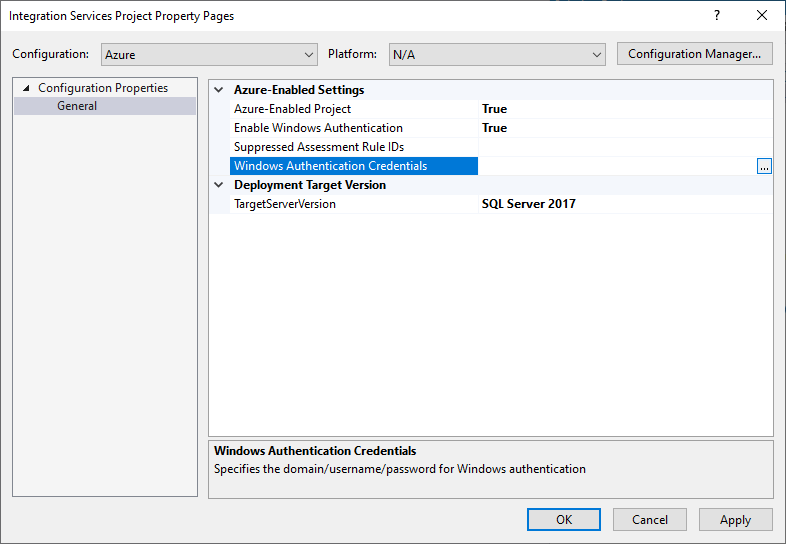 Integration Services Project Property Pages
?
Configuration: Azure Platform: N/A Configuration Manager...
Configuration Properties
General
Azure-Enabled Settings
Azure-Enabled Project True
Enable Windows Authentication True
Suppressed Assessment Rule IDs
Windows Authentication Credentials ...
Deployment Target Version
TargetServerVersion SQL Server 2017
Windows Authentication Credentials
Specifies the domain/username/password for Windows authentication
OK Cancel Apply